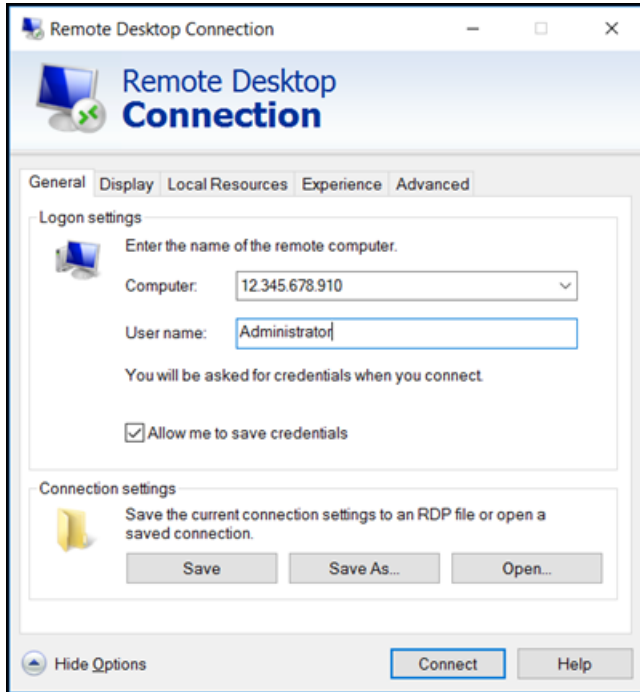 Remote Desktop Connection
Remote Desktop
Connection
General Display Local Resources Experience Advanced
Logon settings
Enter the name of the remote computer.
Computer: 12.345.678.910
User name: Administrator
You will be asked for credentials when you connect.
Allow me to save credentials
Connection settings
Save the current connection settings to an RDP file or open a
saved connection.
Save Save As... Open...
Hide Options Connect Help